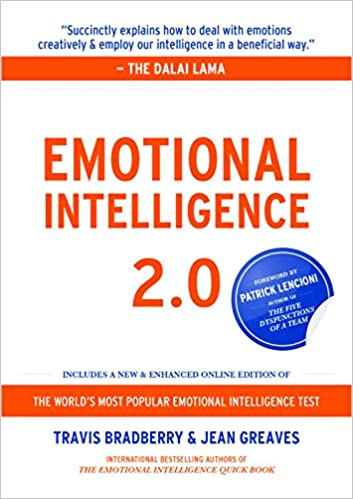 “Succinctly explains how to deal with emotions
creatively & employ our intelligence in a beneficial way.”
– THE DALAI LAMA
EMOTIONAL
INTELLIGENCE
2.0
FOREWORD BY
PATRICK LENCIONI
AUTHOR OF
THE FIVE
DYSFUNCTIONS
OF A TEAM
INCLUDES A NEW & ENHANCED ONLINE EDITION OF
THE WORLD'S MOST POPULAR EMOTIONAL INTELLIGENCE TEST
TRAVIS BRADBERRY & JEAN GREAVES
INTERNATIONAL BESTSELLING AUTHORS OF
THE EMOTIONAL INTELLIGENCE QUICK BOOK